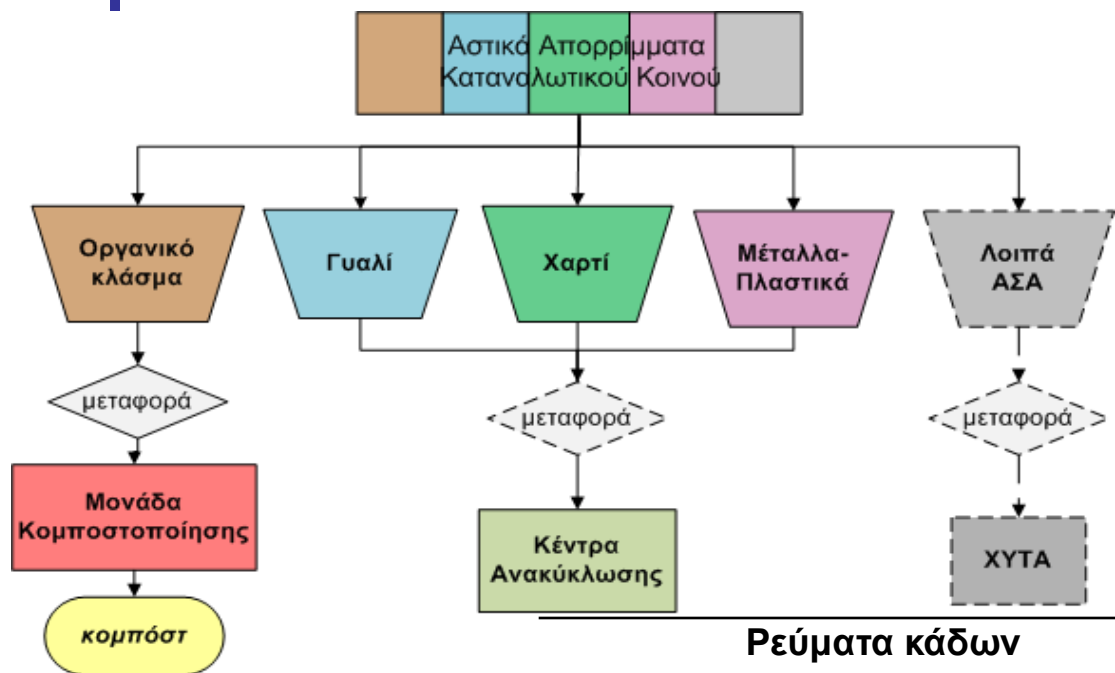 Αστικά Απορρίμματα
Καταναλωτικού Κοινού
Οργανικό
κλάσμα
Γυαλί
Χαρτί
Μέταλλα-
Πλαστικά
Λοιπά
ΑΣΑ
μεταφορά
μεταφορά
μεταφορά
Μονάδα
Κομποστοποίησης
Κέντρα
Ανακύκλωσης
ΧΥΤΑ
κομπόστ
Ρεύματα κάδων